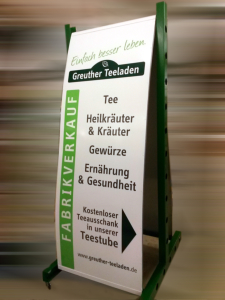 Einfach besser leben
Greuther Teeladen
FABRIKVERKAUF
Tee
Heilkräuter
& Kräuter
Gewürze
Ernährung
& Gesundheit
Kostenloser
Teeausschank
in unserer
Teestube
www.greuther-teeladen.de